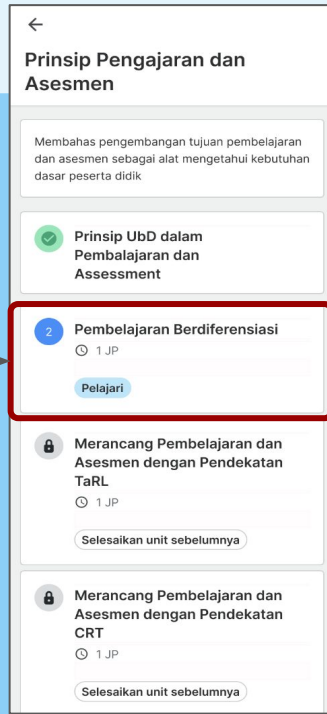 Prinsip Pengajaran dan
Asesmen
Membahas pengembangan tujuan pembelajaran
dan asesmen sebagai alat mengetahui kebutuhan
dasar peserta didik
Prinsip UbD dalam
Pembalajaran dan
Assessment
2
Pembelajaran Berdiferensiasi
1 JP
Pelajari
Merancang Pembelajaran dan
Asesmen dengan Pendekatan
TaRL
1 JP
Selesaikan unit sebelumnya
Merancang Pembelajaran dan
Asesmen dengan Pendekatan
CRT
1 JP
Selesaikan unit sebelumnya